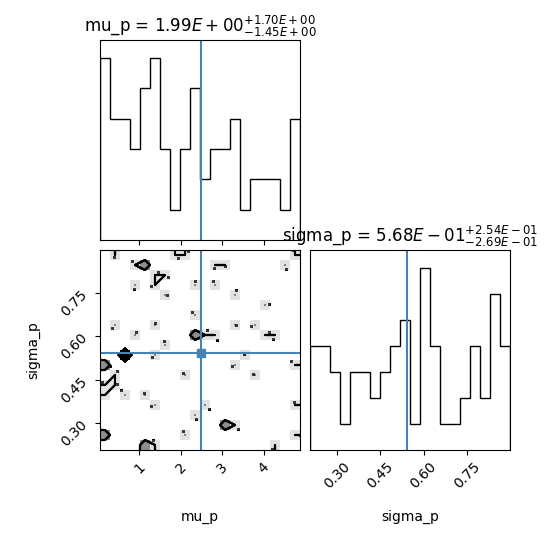 mu_p = 1.99E+00 +1.70E+00 −1.45E+00
sigma_p = 5.68E−01 +2.54E−01 −2.69E−01
sigma_p
0.75
0.60
0.45
0.30
1 2 3 4
0.30 0.45 0.60 0.75
mu_p
sigma_p